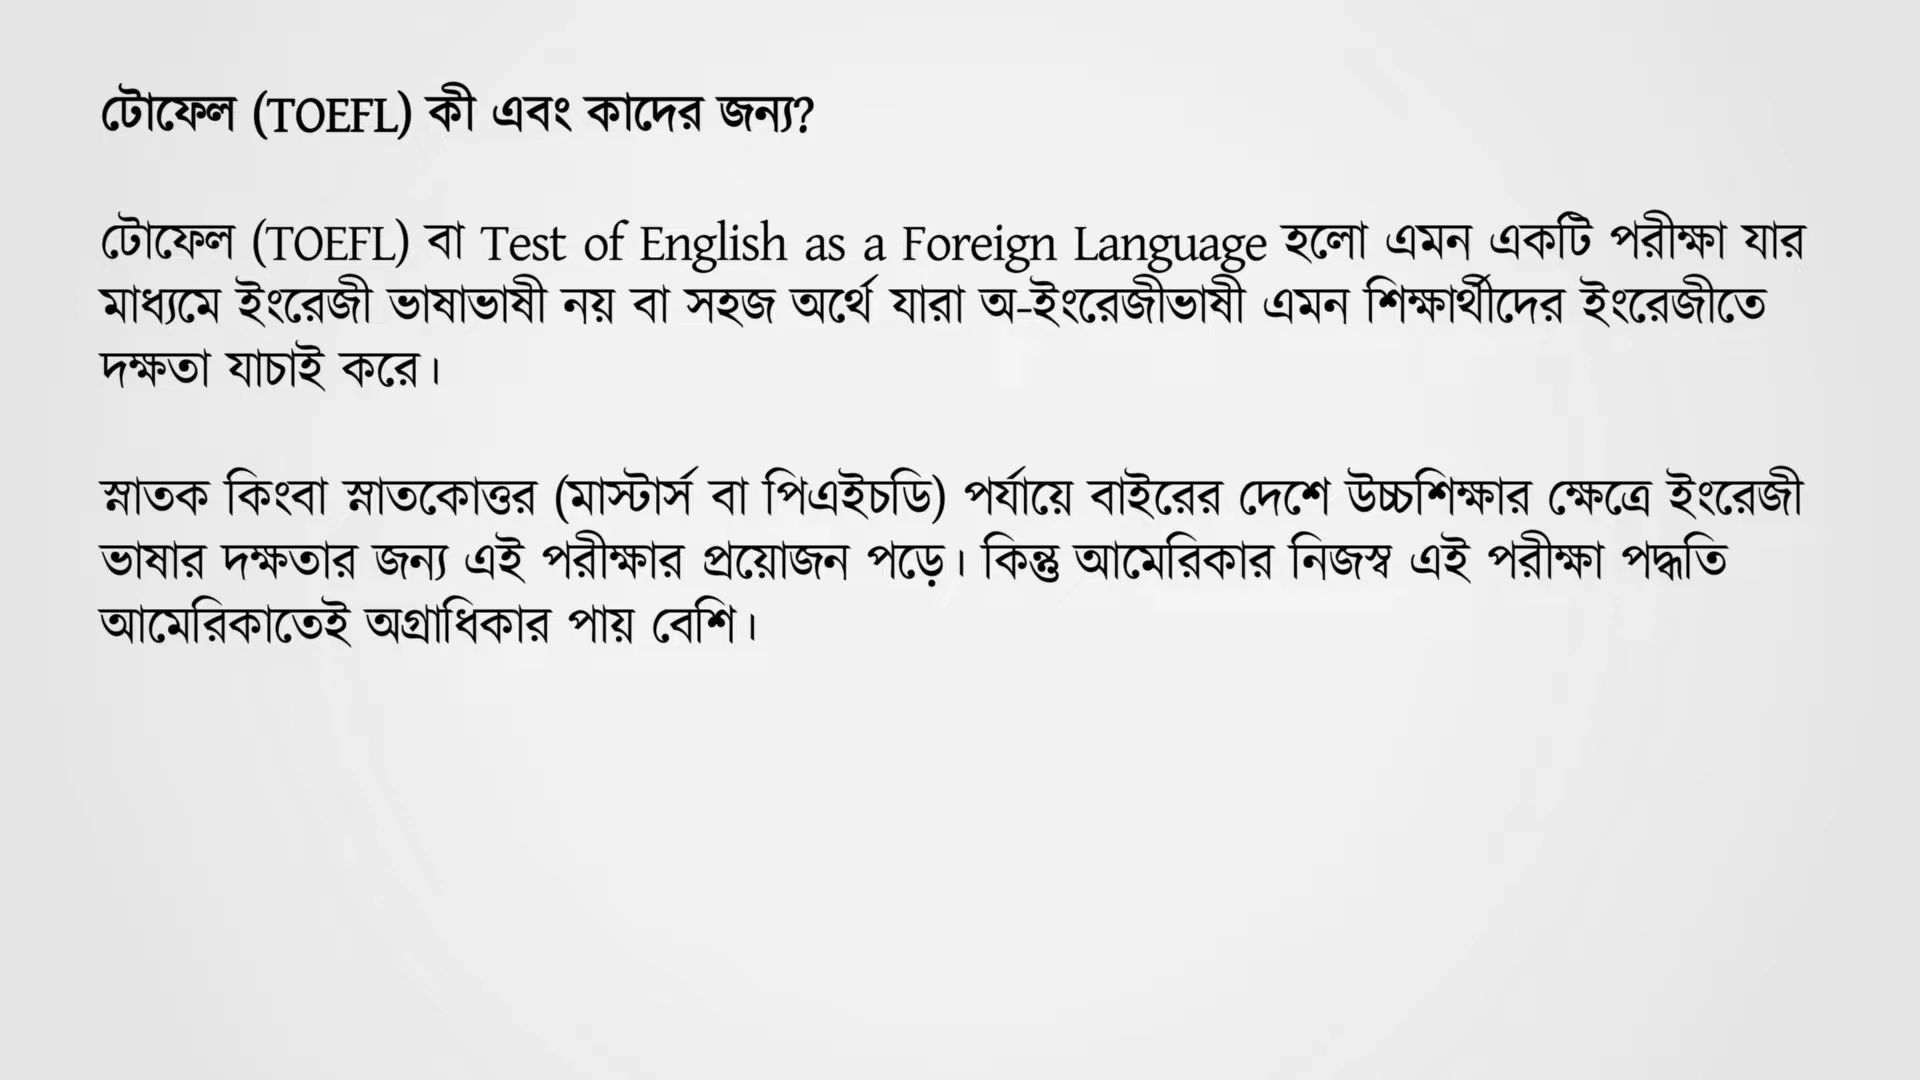 টোফেল (TOEFL) কী এবং কাদের জন্য?
টোফেল (TOEFL) বা Test of English as a Foreign Language হলো এমন একটি পরীক্ষা যার
মাধ্যমে ইংরেজী ভাষাভাষী নয় বা সহজ অর্থে যারা অ-ইংরেজীভাষী এমন শিক্ষার্থীদের ইংরেজীতে
দক্ষতা যাচাই করে।
স্নাতক কিংবা স্নাতকোত্তর (মাস্টার্স বা পিএইচডি) পর্যায়ে বাইরের দেশে উচ্চশিক্ষার ক্ষেত্রে ইংরেজী
ভাষার দক্ষতার জন্য এই পরীক্ষার প্রয়োজন পড়ে। কিন্তু আমেরিকার নিজস্ব এই পরীক্ষা পদ্ধতি
আমেরিকাতেই অগ্রাধিকার পায় বেশি।